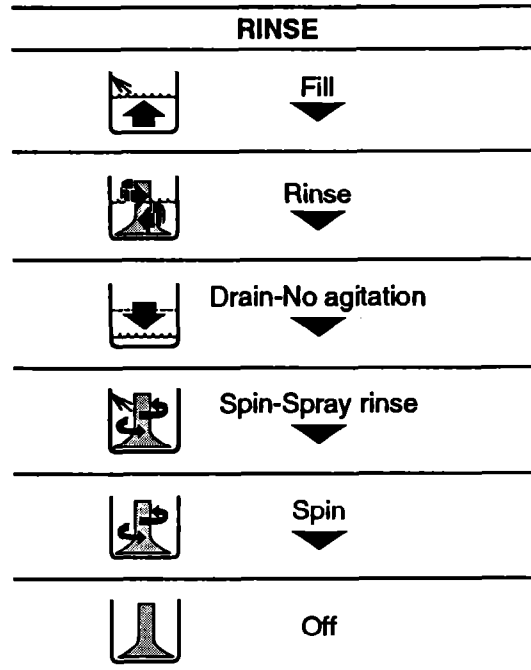 RINSE
Fill
Rinse
Drain-No agitation
Spin-Spray rinse
Spin
Off